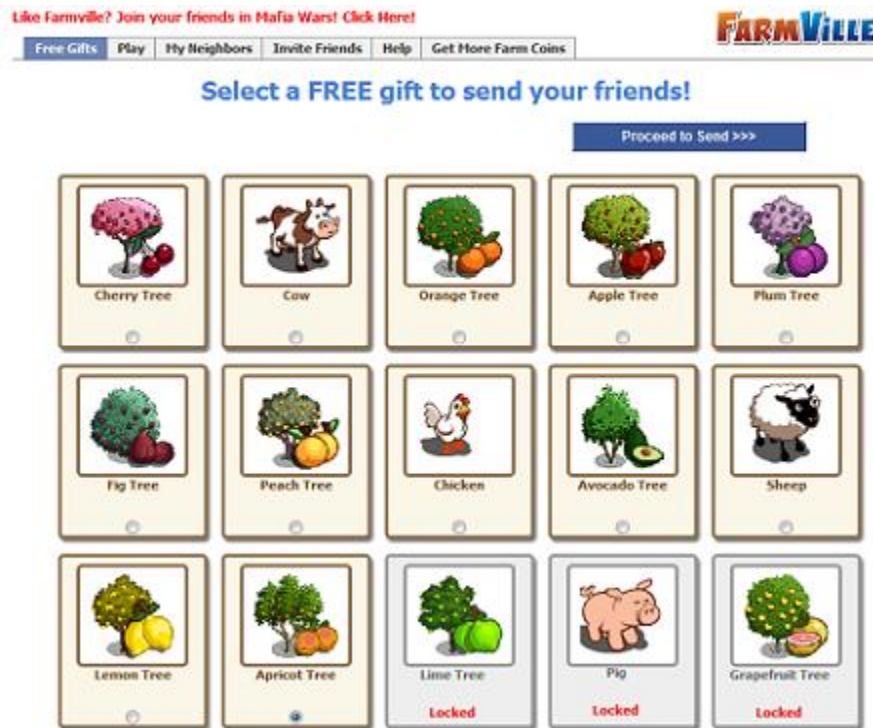 Like Farmville? Join your friends in Mafia Wars! Click Here!
FARMVILLE
Free Gifts Play My Neighbors Invite Friends Help Get More Farm Coins
Select a FREE gift to send your friends!
Proceed to Send >>>
Cherry Tree Cow Orange Tree Apple Tree Plum Tree
Fig Tree Peach Tree Chicken Avocado Tree Sheep
Lemon Tree Apricot Tree Lime Tree Pig Grapefruit Tree
Locked Locked Locked